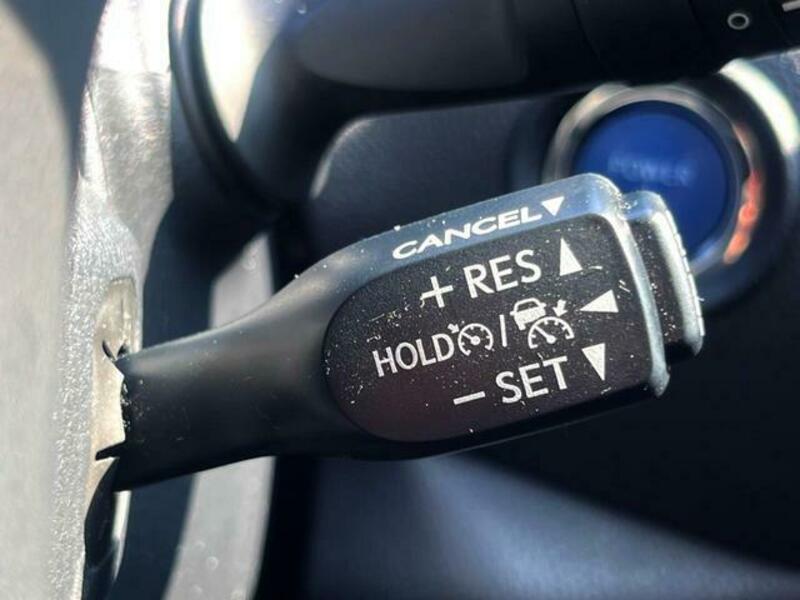 POWER
CANCEL
+ RES
HOLD /
- SET